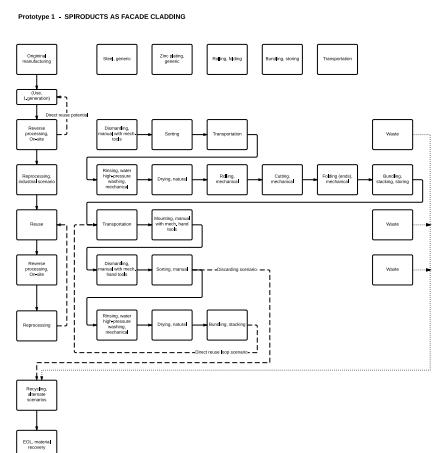 Prototype 1 - SPIRODUCTS AS FACADE CLADDING
Origininal
manufacturing
Steel, generic
Zinc plating,
generic
Rolling, folding
Bundling, storing
Transportation
(Use,
1.generation)
Direct reuse potential
Reverse
processing,
On-site
Dismantling,
manual with mech
tools
Sorting
Transportation
Waste
Reprocessing,
industrial scenario
Rinsing, water
high-pressure
washing,
mechanical
Drying, natural
Rolling,
mechanical
Cutting,
mechanical
Folding (ends),
mechanical
Bundling,
stacking, storing
Reuse
Transportation
Mounting, manual
with mech, hand
tools
Waste
Reverse
processing,
On-site
Dismantling,
manual with mech,
hand tools
Sorting, manual
Discarding scenario
Waste
Reprocessing
Rinsing, water
high-pressure
washing,
mechanical
Drying, natural
Bundling, stacking
Direct reuse loop scenario
Recycling,
alternate
scenarios
EOL, material
recovery